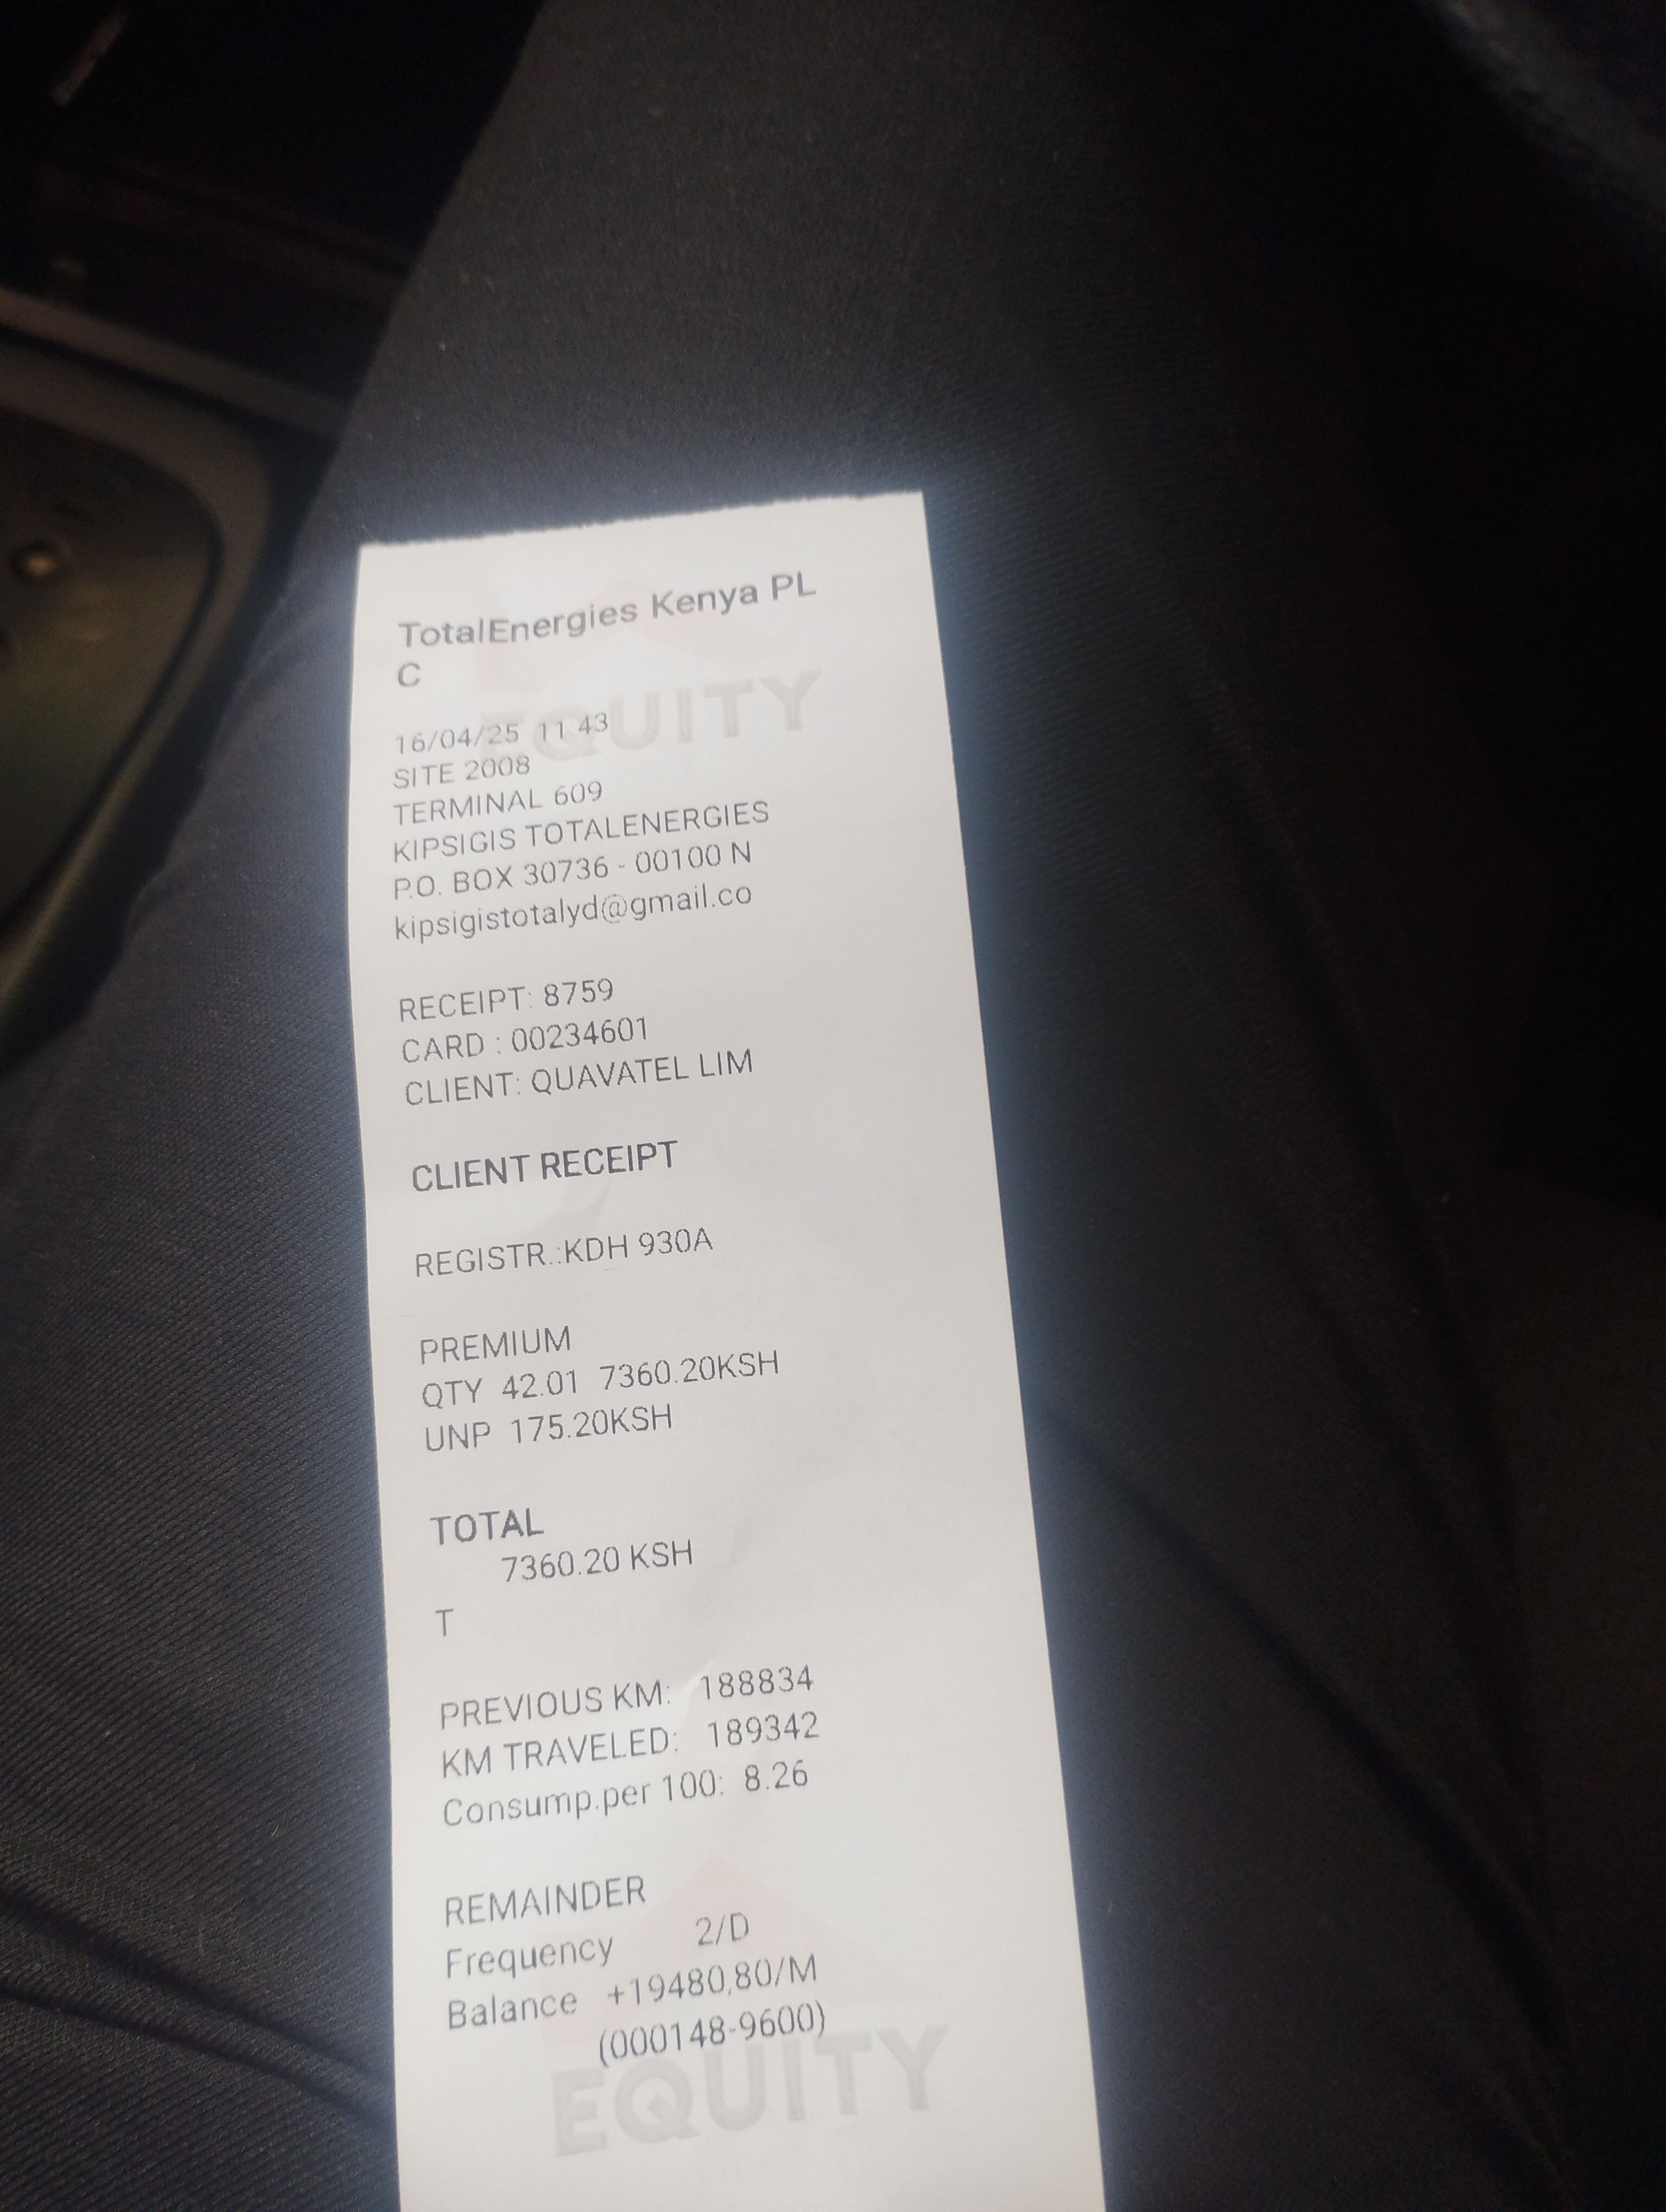 TotalEnergies Kenya PL
C
EQUITY
16/04/25 11 43
SITE 2008
TERMINAL 609
KIPSIGIS TOTALENERGIES
P.O. BOX 30736 - 00100 N
kipsigistotalyd@gmail.co
RECEIPT: 8759
CARD : 00234601
CLIENT: QUAVATEL LIM
CLIENT RECEIPT
REGISTR.:KDH 930A
PREMIUM
QTY 42.01 7360.20KSH
UNP 175.20KSH
TOTAL
7360.20 KSH
T
PREVIOUS KM: 188834
KM TRAVELED: 189342
Consump.per 100: 8.26
REMAINDER
Frequency 2/D
Balance +19480,80/M
(000148-9600)
EQUITY